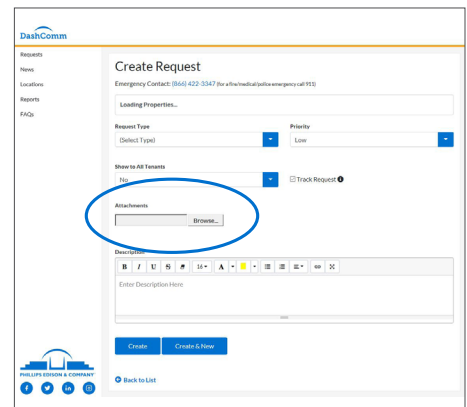 DashComm
Requests
News
Locations
Reports
FAQs
Create Request
Emergency Contact: (866) 422-3347 (for a fire/medical/police emergency call 911)
Loading Properties...
Request Type
Priority
(Select Type)
Low
Show to All Tenants
No
Track Request
Attachments
Browse...
Description
B I U S 16 A
Enter Description Here
Create
Create & New
Back to List
PHILLIPS EDISON & COMPANY